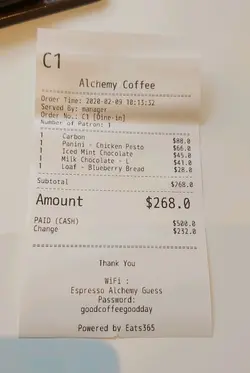 C1
Alchemy Coffee
Order Time: 2020-02-09 10:13:32
Served By: manager
Order No.: C1 [Dine-in]
Number of Patron: 1
1 Carbon $88.0
1 Panini - Chicken Pesto $66.0
1 Iced Mint Chocolate $45.0
1 Milk Chocolate - L $41.0
1 Loaf - Blueberry Bread $28.0
Subtotal $268.0
Amount $268.0
PAID (CASH) $500.0
Change $232.0
Thank You
WiFi :
Espresso Alchemy Guess
Password:
goodcoffeegoodday
Powered by Eats365